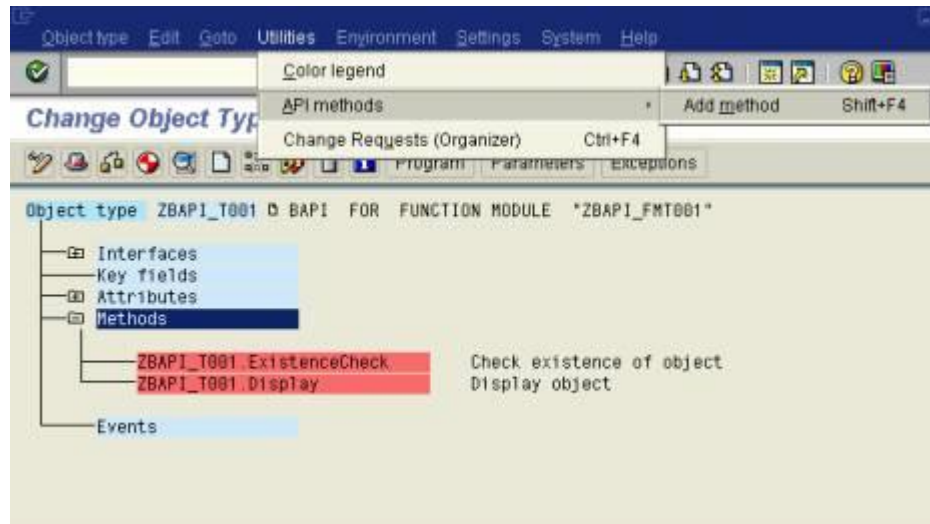 Object type Edit Goto Utilities Environment Settings System Help
Color legend
API methods Add method Shift+F4
Change Object Typ
Change Requests (Organizer) Ctrl+F4
Program Parameters Exceptions
Object type ZBAPI_T001 BAPI FOR FUNCTION MODULE "ZBAPI_FMT001"
Interfaces
Key fields
Attributes
Methods
ZBAPI_T001.ExistenceCheck Check existence of object
ZBAPI_T001.Display Display object
Events